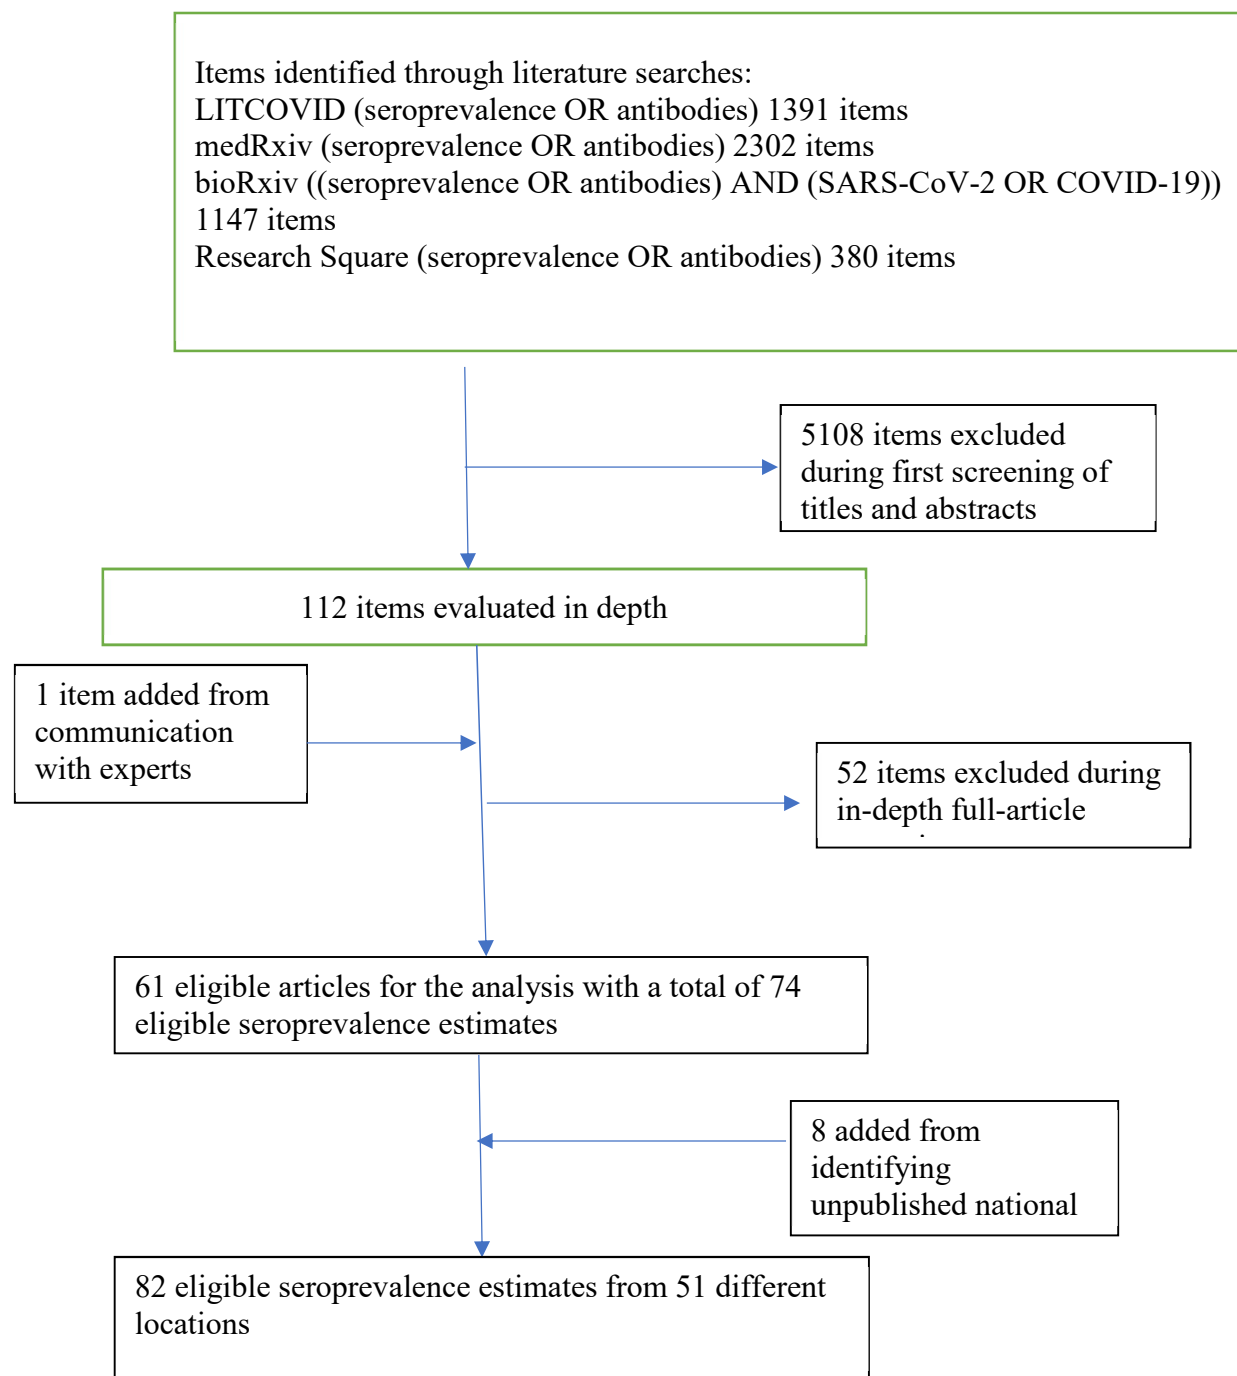 Items identified through literature searches:
LITCOVID (seroprevalence OR antibodies) 1391 items
medRxiv (seroprevalence OR antibodies) 2302 items
bioRxiv ((seroprevalence OR antibodies) AND (SARS-CoV-2 OR COVID-19))
1147 items
Research Square (seroprevalence OR antibodies) 380 items
5108 items excluded
during first screening of
titles and abstracts
112 items evaluated in depth
1 item added from
communication
with experts
52 items excluded during
in-depth full-article
61 eligible articles for the analysis with a total of 74
eligible seroprevalence estimates
8 added from
identifying
unpublished national
82 eligible seroprevalence estimates from 51 different
locations